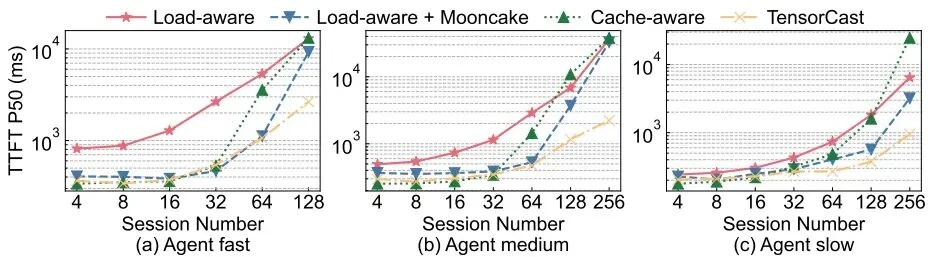 Load-aware Load-aware + Mooncake Cache-aware TensorCast
TTFT P50 (ms)
10^4
10^3
4 8 16 32 64 128
Session Number
(a) Agent fast
10^4
10^3
4 8 16 32 64 128 256
Session Number
(b) Agent medium
10^4
10^3
4 8 16 32 64 128 256
Session Number
(c) Agent slow